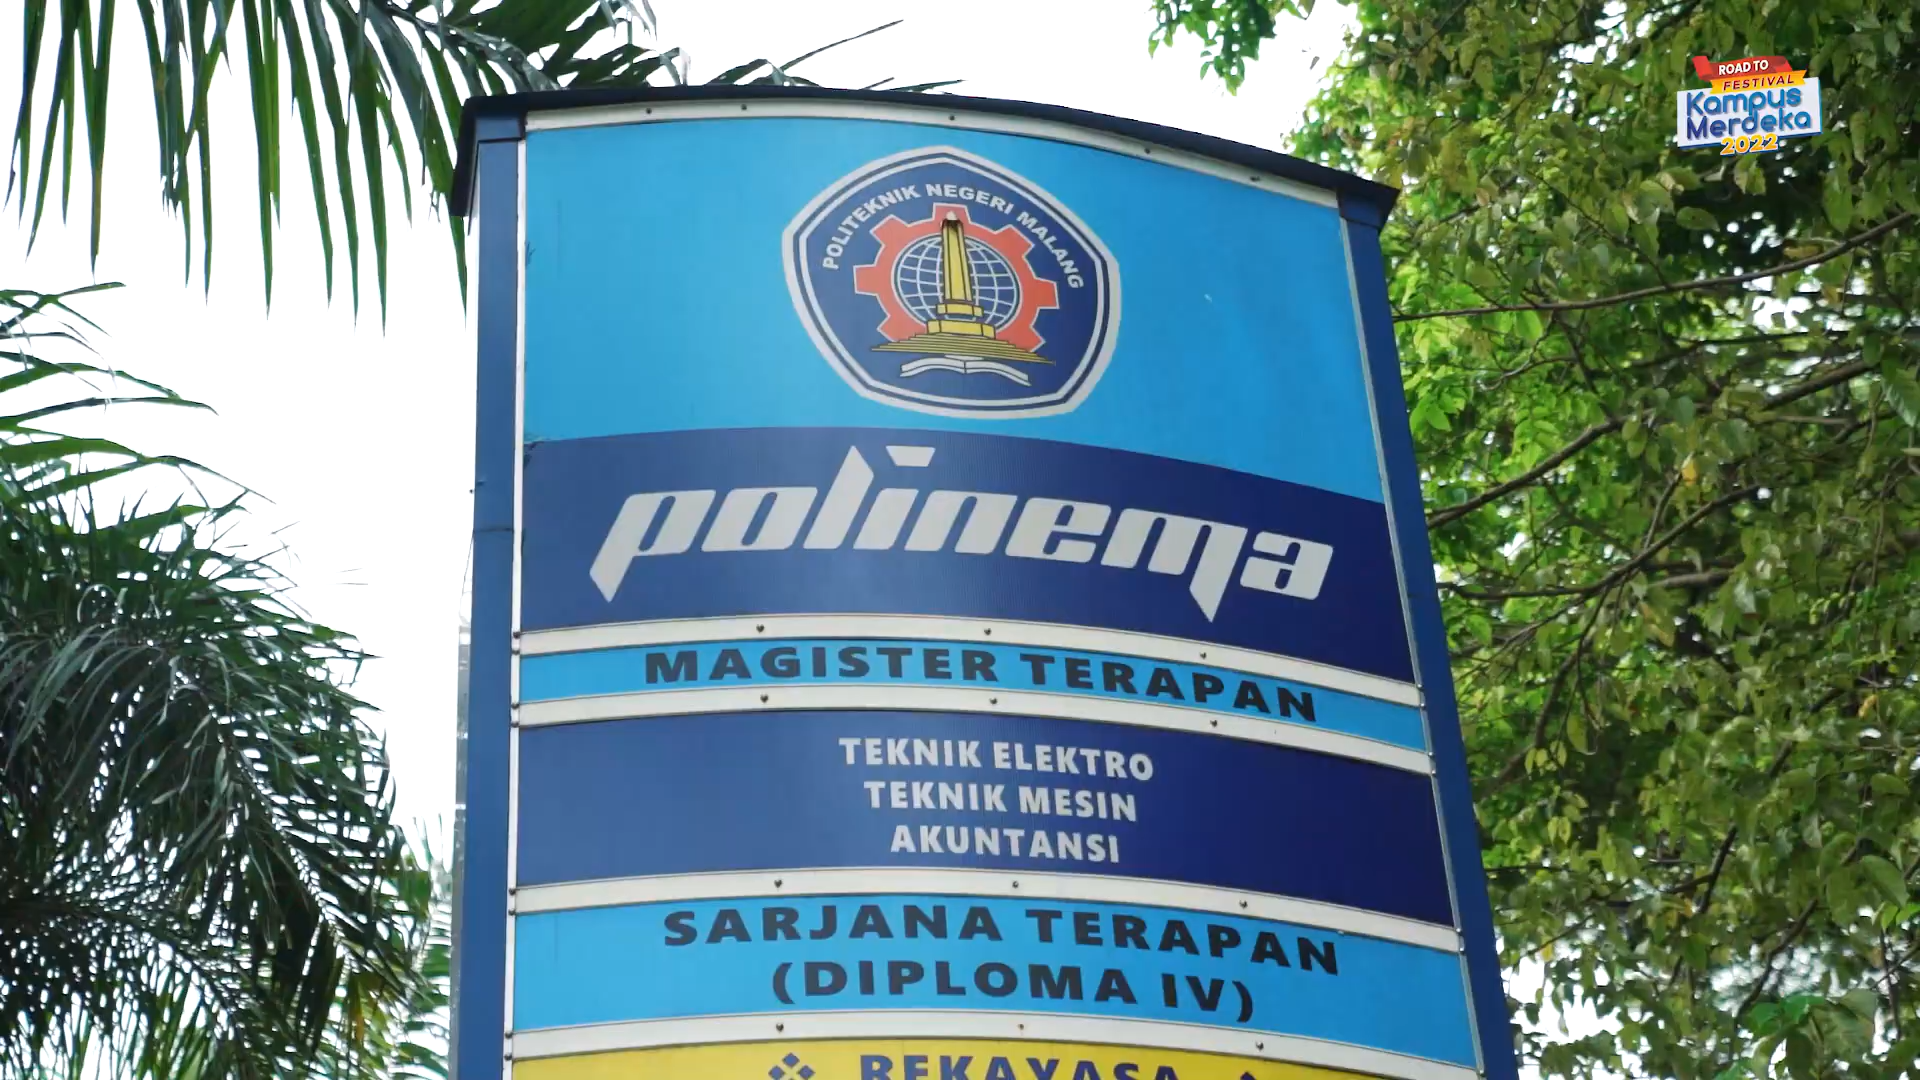 ROAD TO
FESTIVAL
Kampus
Merdeka
2022
POLITEKNIK NEGERI MALANG
polinema
MAGISTER TERAPAN
TEKNIK ELEKTRO
TEKNIK MESIN
AKUNTANSI
SARJANA TERAPAN
(DIPLOMA IV)
REKAYASA